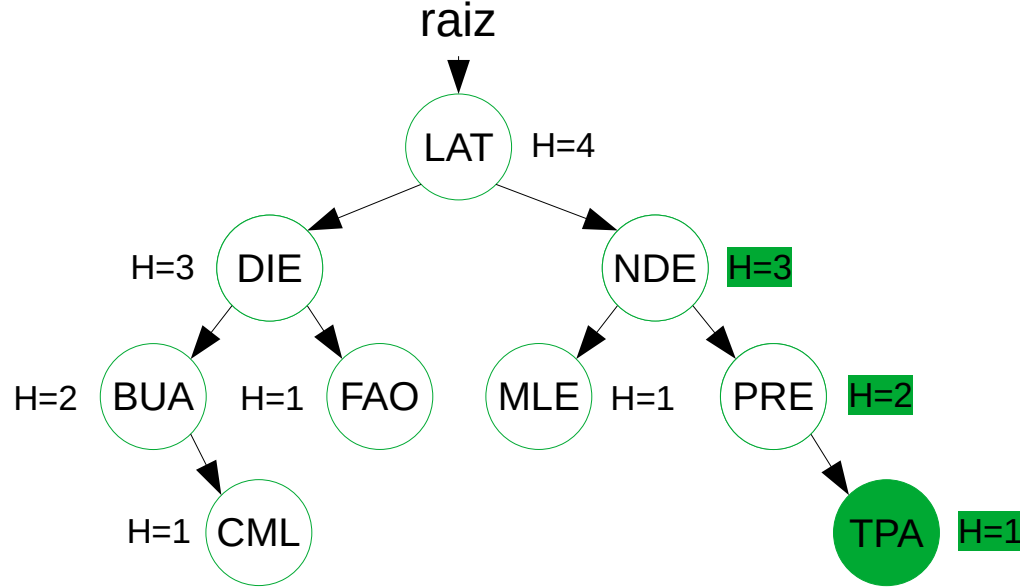 raiz
LAT H=4
H=3 DIE NDE H=3
H=2 BUA H=1 FAO MLE H=1 PRE H=2
H=1 CML TPA H=1